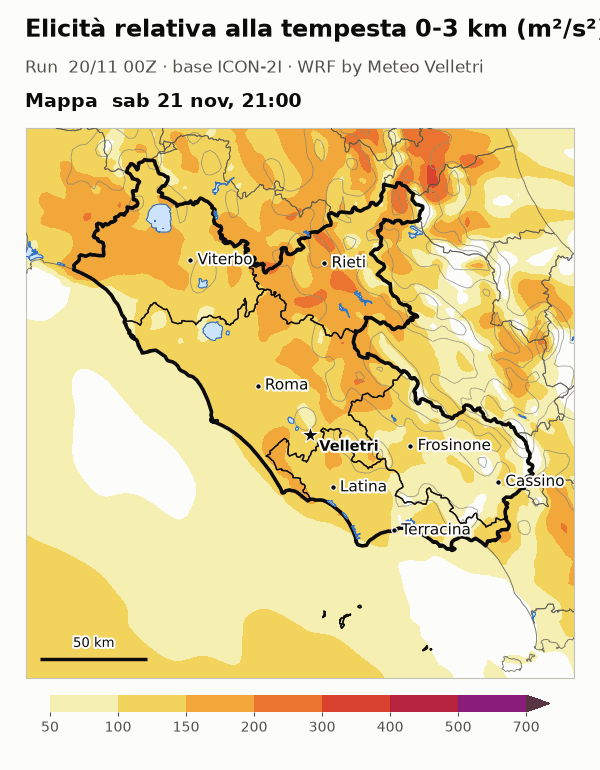 Elicità relativa alla tempesta 0-3 km (m²/s²)
Run 20/11 00Z · base ICON-2I · WRF by Meteo Velletri
Mappa sab 21 nov, 21:00
Viterbo
Rieti
Roma
Velletri
Frosinone
Latina
Cassino
Terracina
50 km
50 100 150 200 300 400 500 700